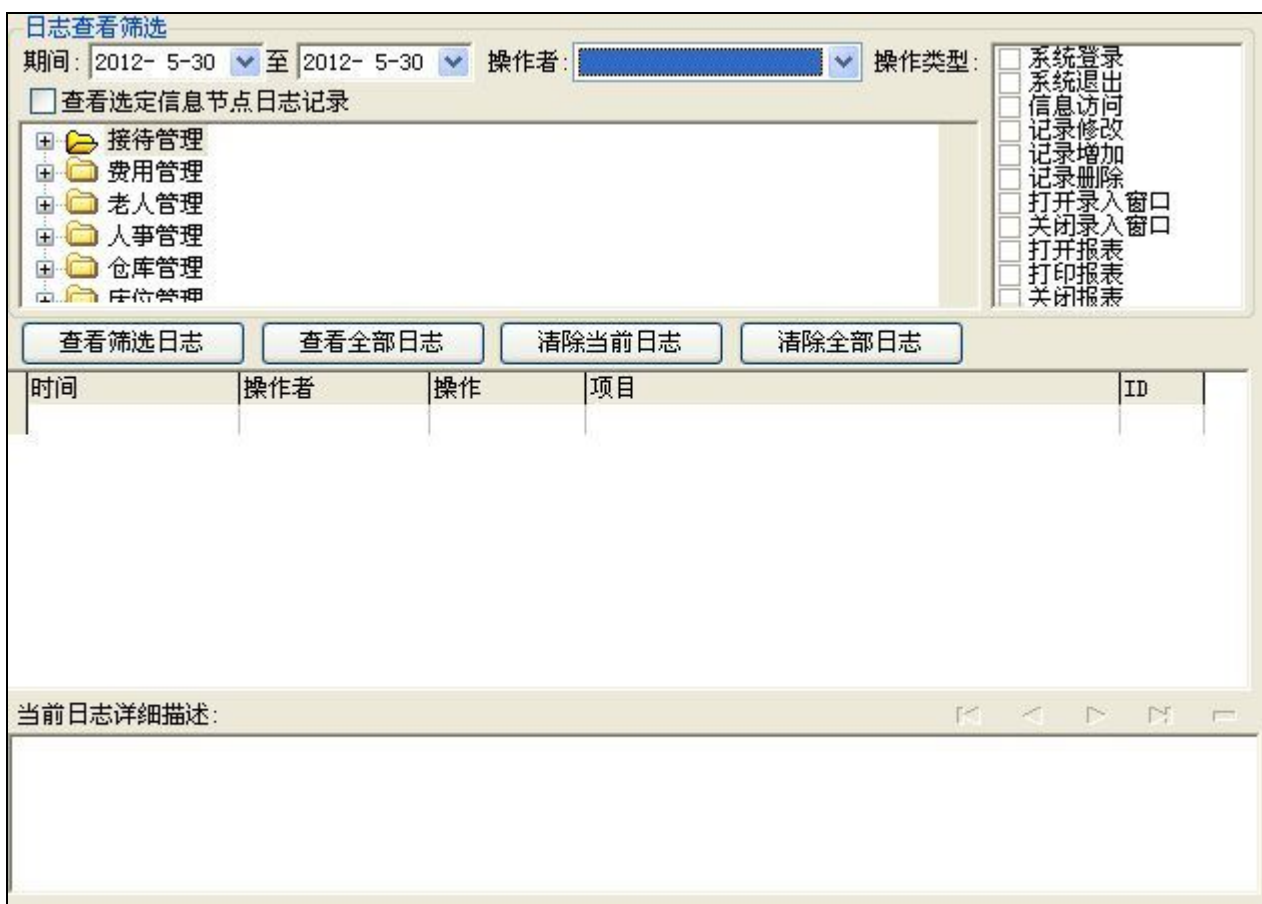 日志查看筛选
期间: 2012- 5-30 至 2012- 5-30 操作者: 操作类型:
查看选定信息节点日志记录
接待管理
费用管理
老人管理
人事管理
仓库管理
床位管理
系统登录
系统退出
信息访问
记录修改
记录增加
记录删除
打开录入窗口
关闭录入窗口
打开报表
打印报表
关闭报表
查看筛选日志 查看全部日志 清除当前日志 清除全部日志
时间 操作者 操作 项目 ID
当前日志详细描述: